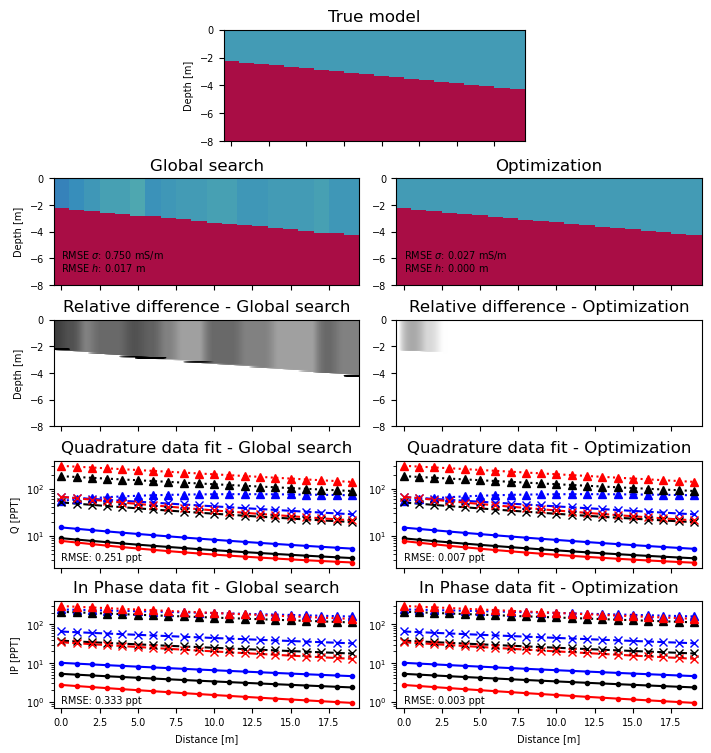 True model
0
−2
−4
−6
−8
Depth [m]
Global search
Optimization
0
−2
−4
−6
−8
Depth [m]
RMSE σ: 0.750 mS/m
RMSE h: 0.017 m
0
−2
−4
−6
−8
RMSE σ: 0.027 mS/m
RMSE h: 0.000 m
Relative difference - Global search
Relative difference - Optimization
0
−2
−4
−6
−8
Depth [m]
0
−2
−4
−6
−8
Quadrature data fit - Global search
Quadrature data fit - Optimization
10²
10¹
Q [PPT]
RMSE: 0.251 ppt
10²
10¹
RMSE: 0.007 ppt
In Phase data fit - Global search
In Phase data fit - Optimization
10²
10¹
10⁰
IP [PPT]
RMSE: 0.333 ppt
10²
10¹
10⁰
RMSE: 0.003 ppt
0.0 2.5 5.0 7.5 10.0 12.5 15.0 17.5
0.0 2.5 5.0 7.5 10.0 12.5 15.0 17.5
Distance [m]
Distance [m]